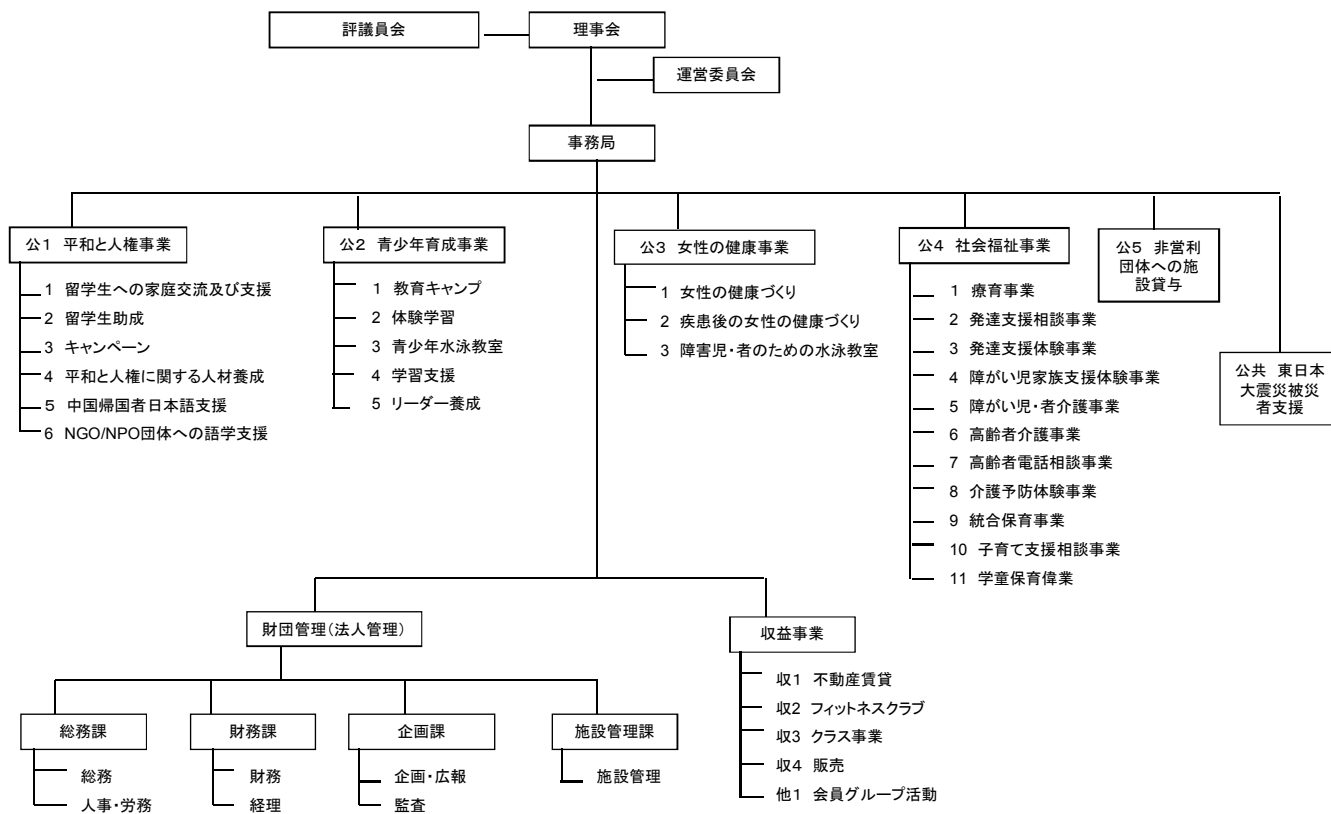 評議員会
理事会
運営委員会
事務局
公1 平和と人権事業
1 留学生への家庭交流及び支援
2 留学生助成
3 キャンペーン
4 平和と人権に関する人材養成
5 中国帰国者日本語支援
6 NGO/NPO団体への語学支援
公2 青少年育成事業
1 教育キャンプ
2 体験学習
3 青少年水泳教室
4 学習支援
5 リーダー養成
公3 女性の健康事業
1 女性の健康づくり
2 疾患後の女性の健康づくり
3 障害児・者のための水泳教室
公4 社会福祉事業
1 療育事業
2 発達支援相談事業
3 発達支援体験事業
4 障がい児家族支援体験事業
5 障がい児・者介護事業
6 高齢者介護事業
7 高齢者電話相談事業
8 介護予防体験事業
9 統合保育事業
10 子育て支援相談事業
11 学童保育偉業
公5 非営利
団体への施
設貸与
公共 東日本
大震災被災
者支援
財団管理(法人管理)
総務課
総務
人事・労務
財務課
財務
経理
企画課
企画・広報
監査
施設管理課
施設管理
収益事業
収1 不動産賃貸
収2 フィットネスクラブ
収3 クラス事業
収4 販売
他1 会員グループ活動